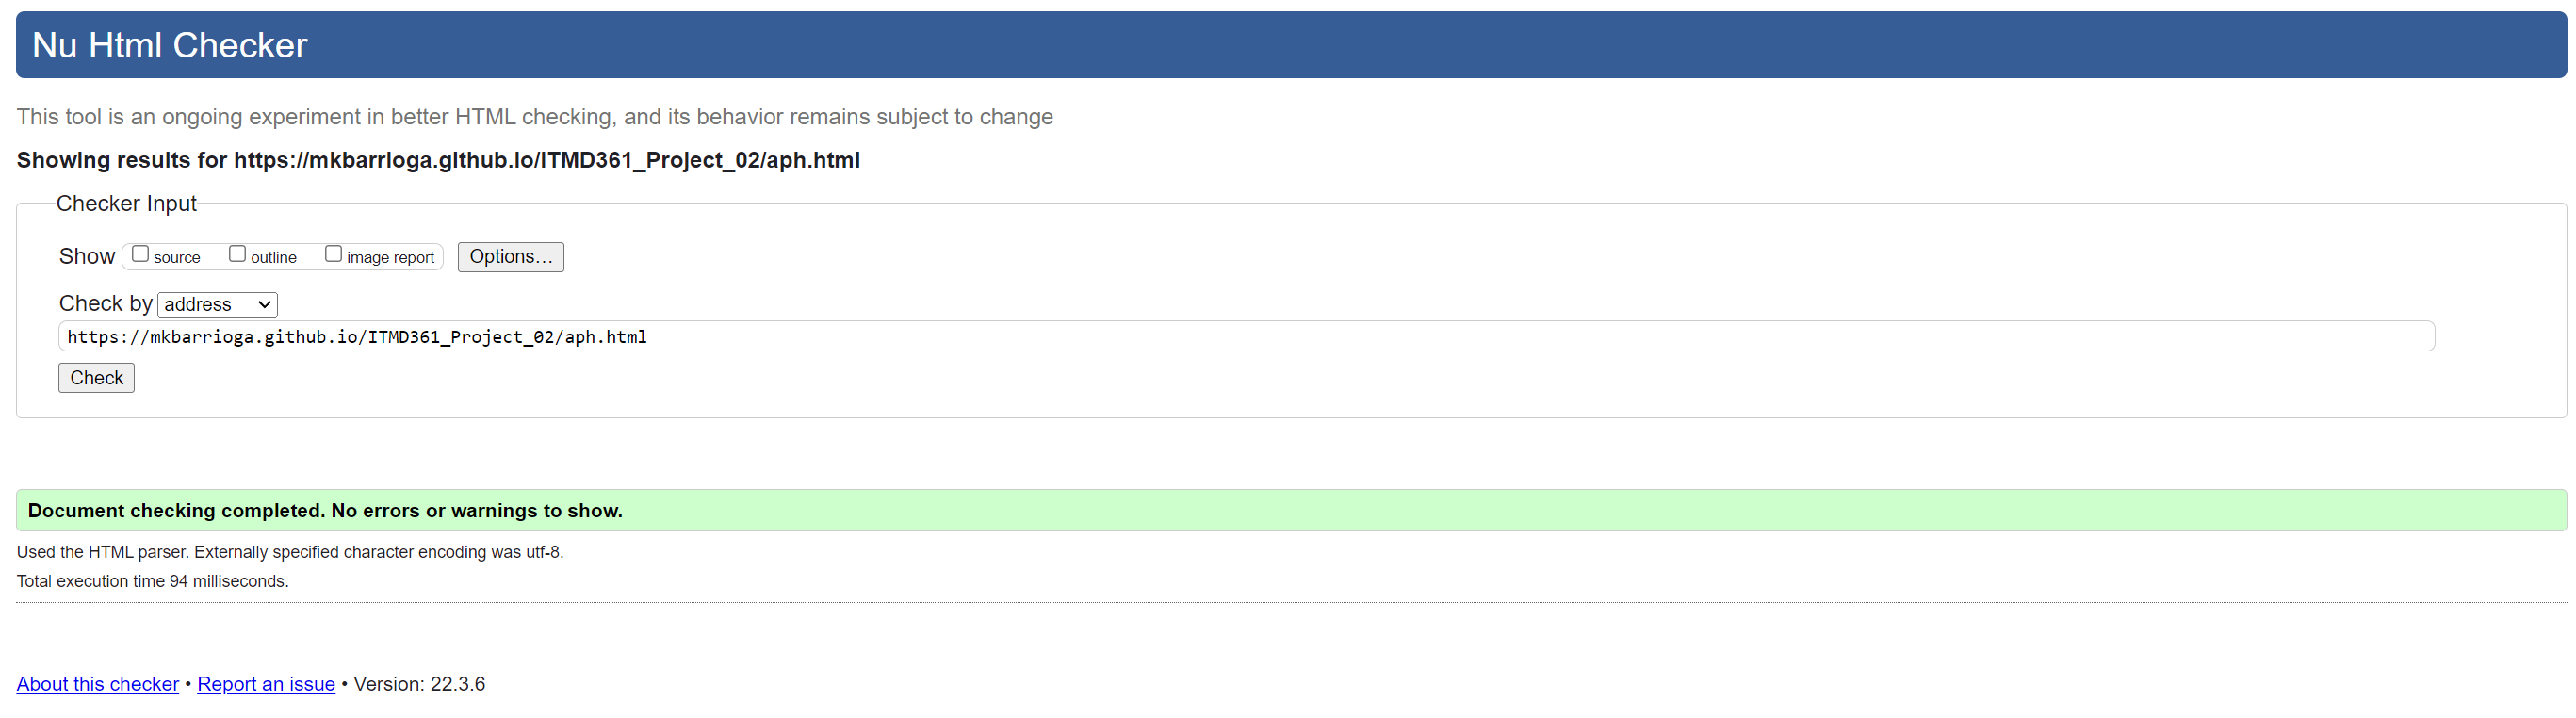 Nu Html Checker
This tool is an ongoing experiment in better HTML checking, and its behavior remains subject to change
Showing results for https://mkbarrioga.github.io/ITMD361_Project_02/aph.html
Checker Input
Show source outline image report Options...
Check by address
https://mkbarrioga.github.io/ITMD361_Project_02/aph.html
Check
Document checking completed. No errors or warnings to show.
Used the HTML parser. Externally specified character encoding was utf-8.
Total execution time 94 milliseconds.
About this checker • Report an issue • Version: 22.3.6